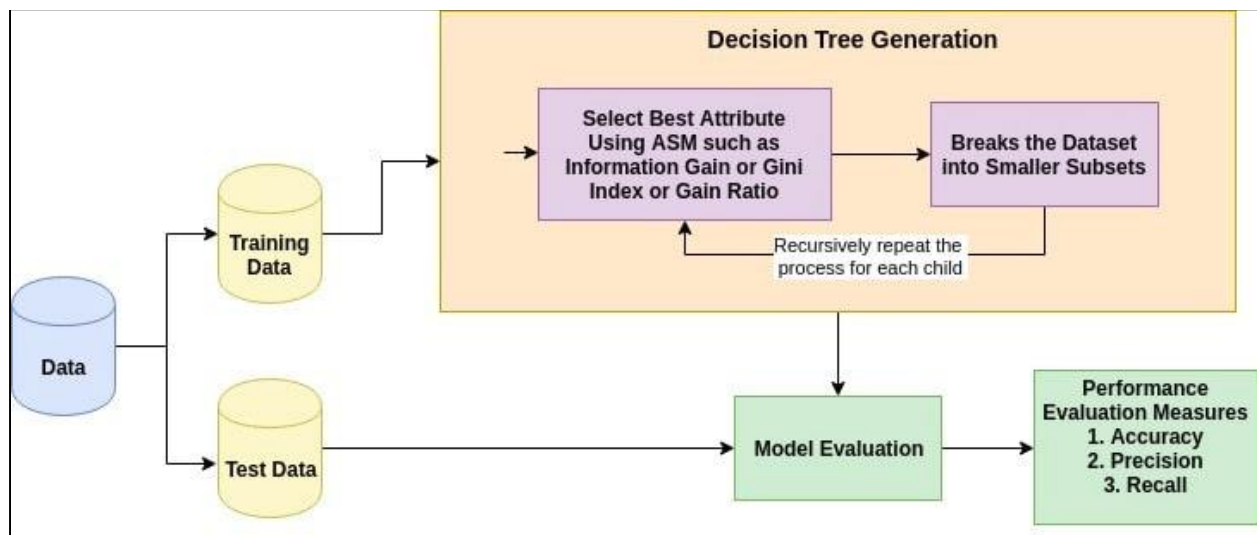 Decision Tree Generation
Select Best Attribute
Using ASM such as
Information Gain or Gini
Index or Gain Ratio
Breaks the Dataset
into Smaller Subsets
Recursively repeat the
process for each child
Training
Data
Data
Test Data
Model Evaluation
Performance
Evaluation Measures
1. Accuracy
2. Precision
3. Recall